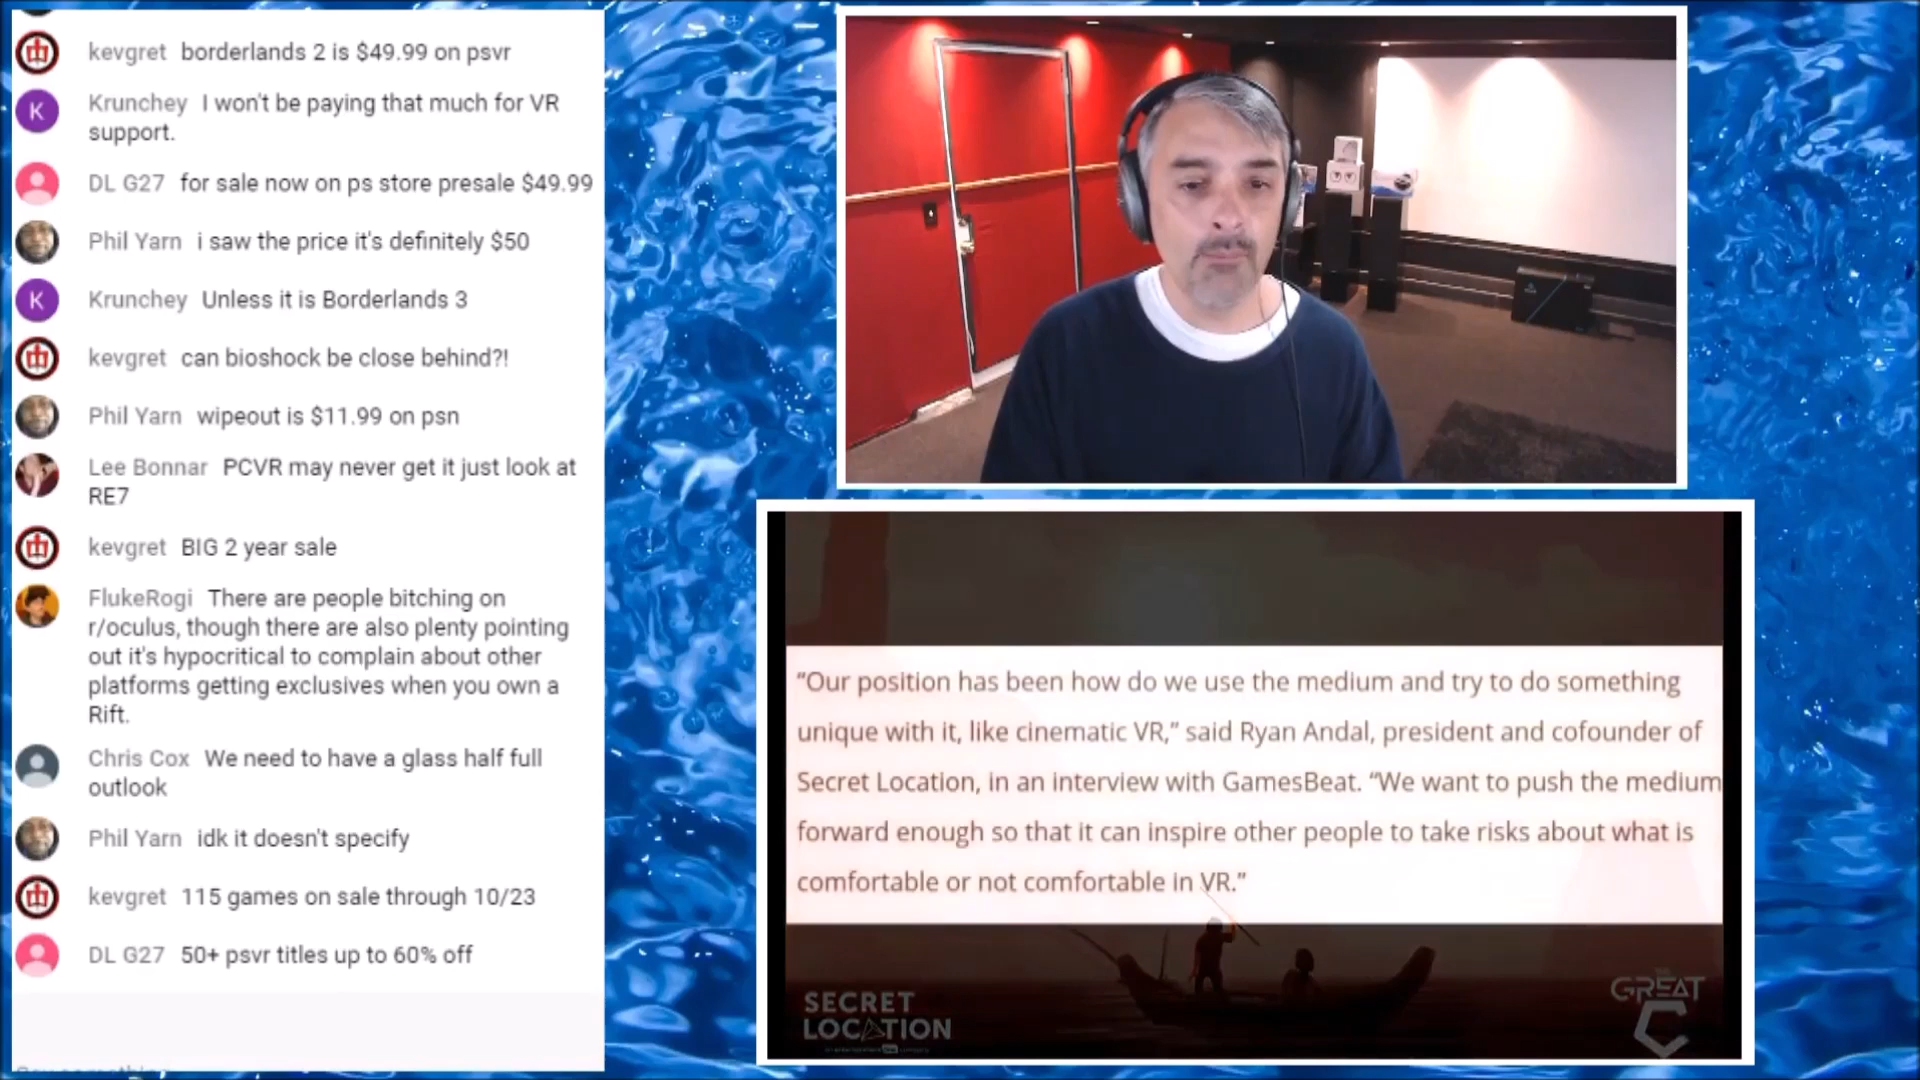 kevgret borderlands 2 is $49.99 on psvr
K
Krunchey I won't be paying that much for VR
support.
DL G27 for sale now on ps store presale $49.99
Phil Yarn i saw the price it's definitely $50
K
Krunchey Unless it is Borderlands 3
kevgret can bioshock be close behind?!
Phil Yarn wipeout is $11.99 on psn
Lee Bonnar PCVR may never get it just look at
RE7
kevgret BIG 2 year sale
FlukeRogi There are people bitching on
r/oculus, though there are also plenty pointing
out it's hypocritical to complain about other
platforms getting exclusives when you own a
Rift.
Chris Cox We need to have a glass half full
outlook
Phil Yarn idk it doesn't specify
kevgret 115 games on sale through 10/23
DL G27 50+ psvr titles up to 60% off
“Our position has been how do we use the medium and try to do something
unique with it, like cinematic VR,” said Ryan Andal, president and cofounder of
Secret Location, in an interview with GamesBeat. “We want to push the medium
forward enough so that it can inspire other people to take risks about what is
comfortable or not comfortable in VR.”
SECRET
LOCATION
THE
GREAT
C